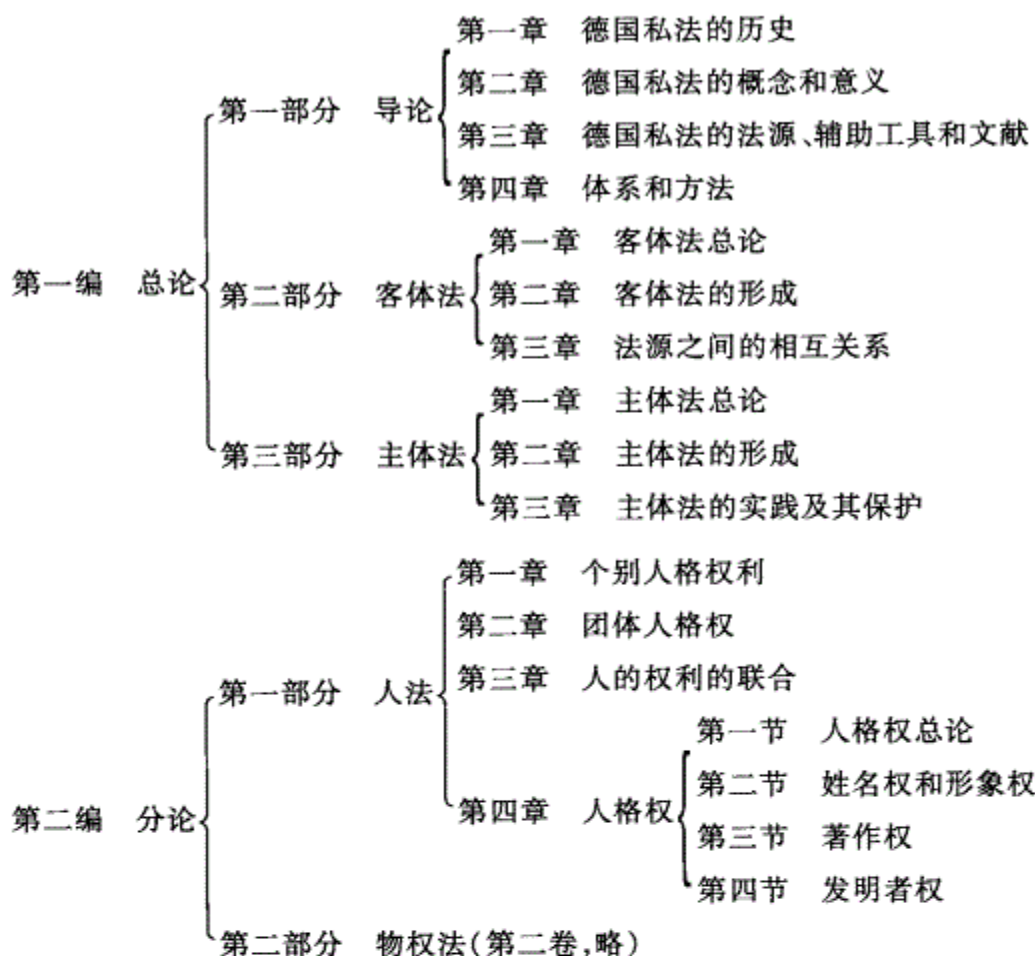 第一编 总论
第一部分 导论
第一章 德国私法的历史
第二章 德国私法的概念和意义
第三章 德国私法的法源、辅助工具和文献
第四章 体系和方法
第二部分 客体法
第一章 客体法总论
第二章 客体法的形成
第三章 法源之间的相互关系
第三部分 主体法
第一章 主体法总论
第二章 主体法的形成
第三章 主体法的实践及其保护
第二编 分论
第一部分 人法
第一章 个别人格权利
第二章 团体人格权
第三章 人的权利的联合
第四章 人格权
第一节 人格权总论
第二节 姓名权和形象权
第三节 著作权
第四节 发明者权
第二部分 物权法(第二卷,略)